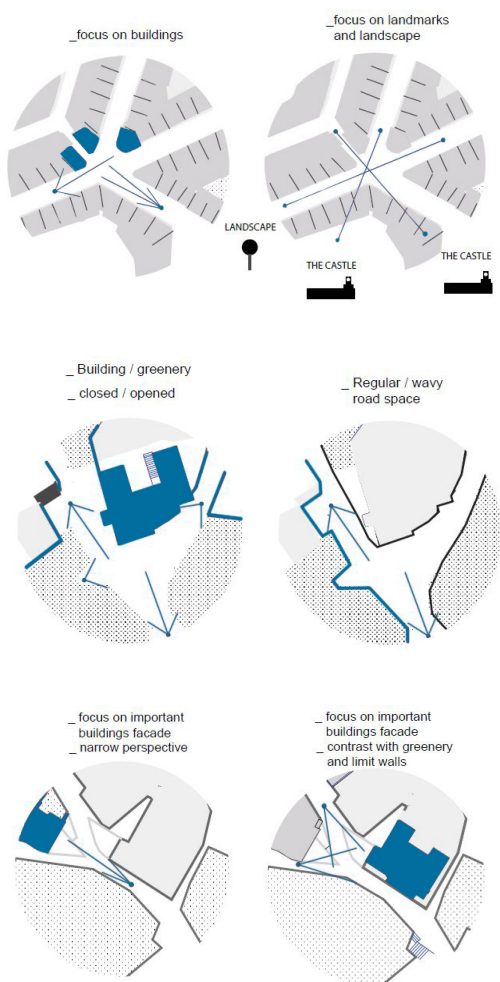 _focus on buildings
_focus on landmarks
and landscape
LANDSCAPE
THE CASTLE
THE CASTLE
_ Building / greenery
_ closed / opened
_ Regular / wavy
road space
_ focus on important
buildings facade
_ narrow perspective
_ focus on important
buildings facade
_ contrast with greenery
and limit walls